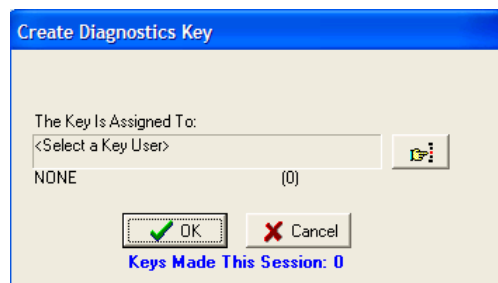 Create Diagnostics Key
The Key Is Assigned To:
<Select a Key User>
NONE (0)
OK Cancel
Keys Made This Session: 0